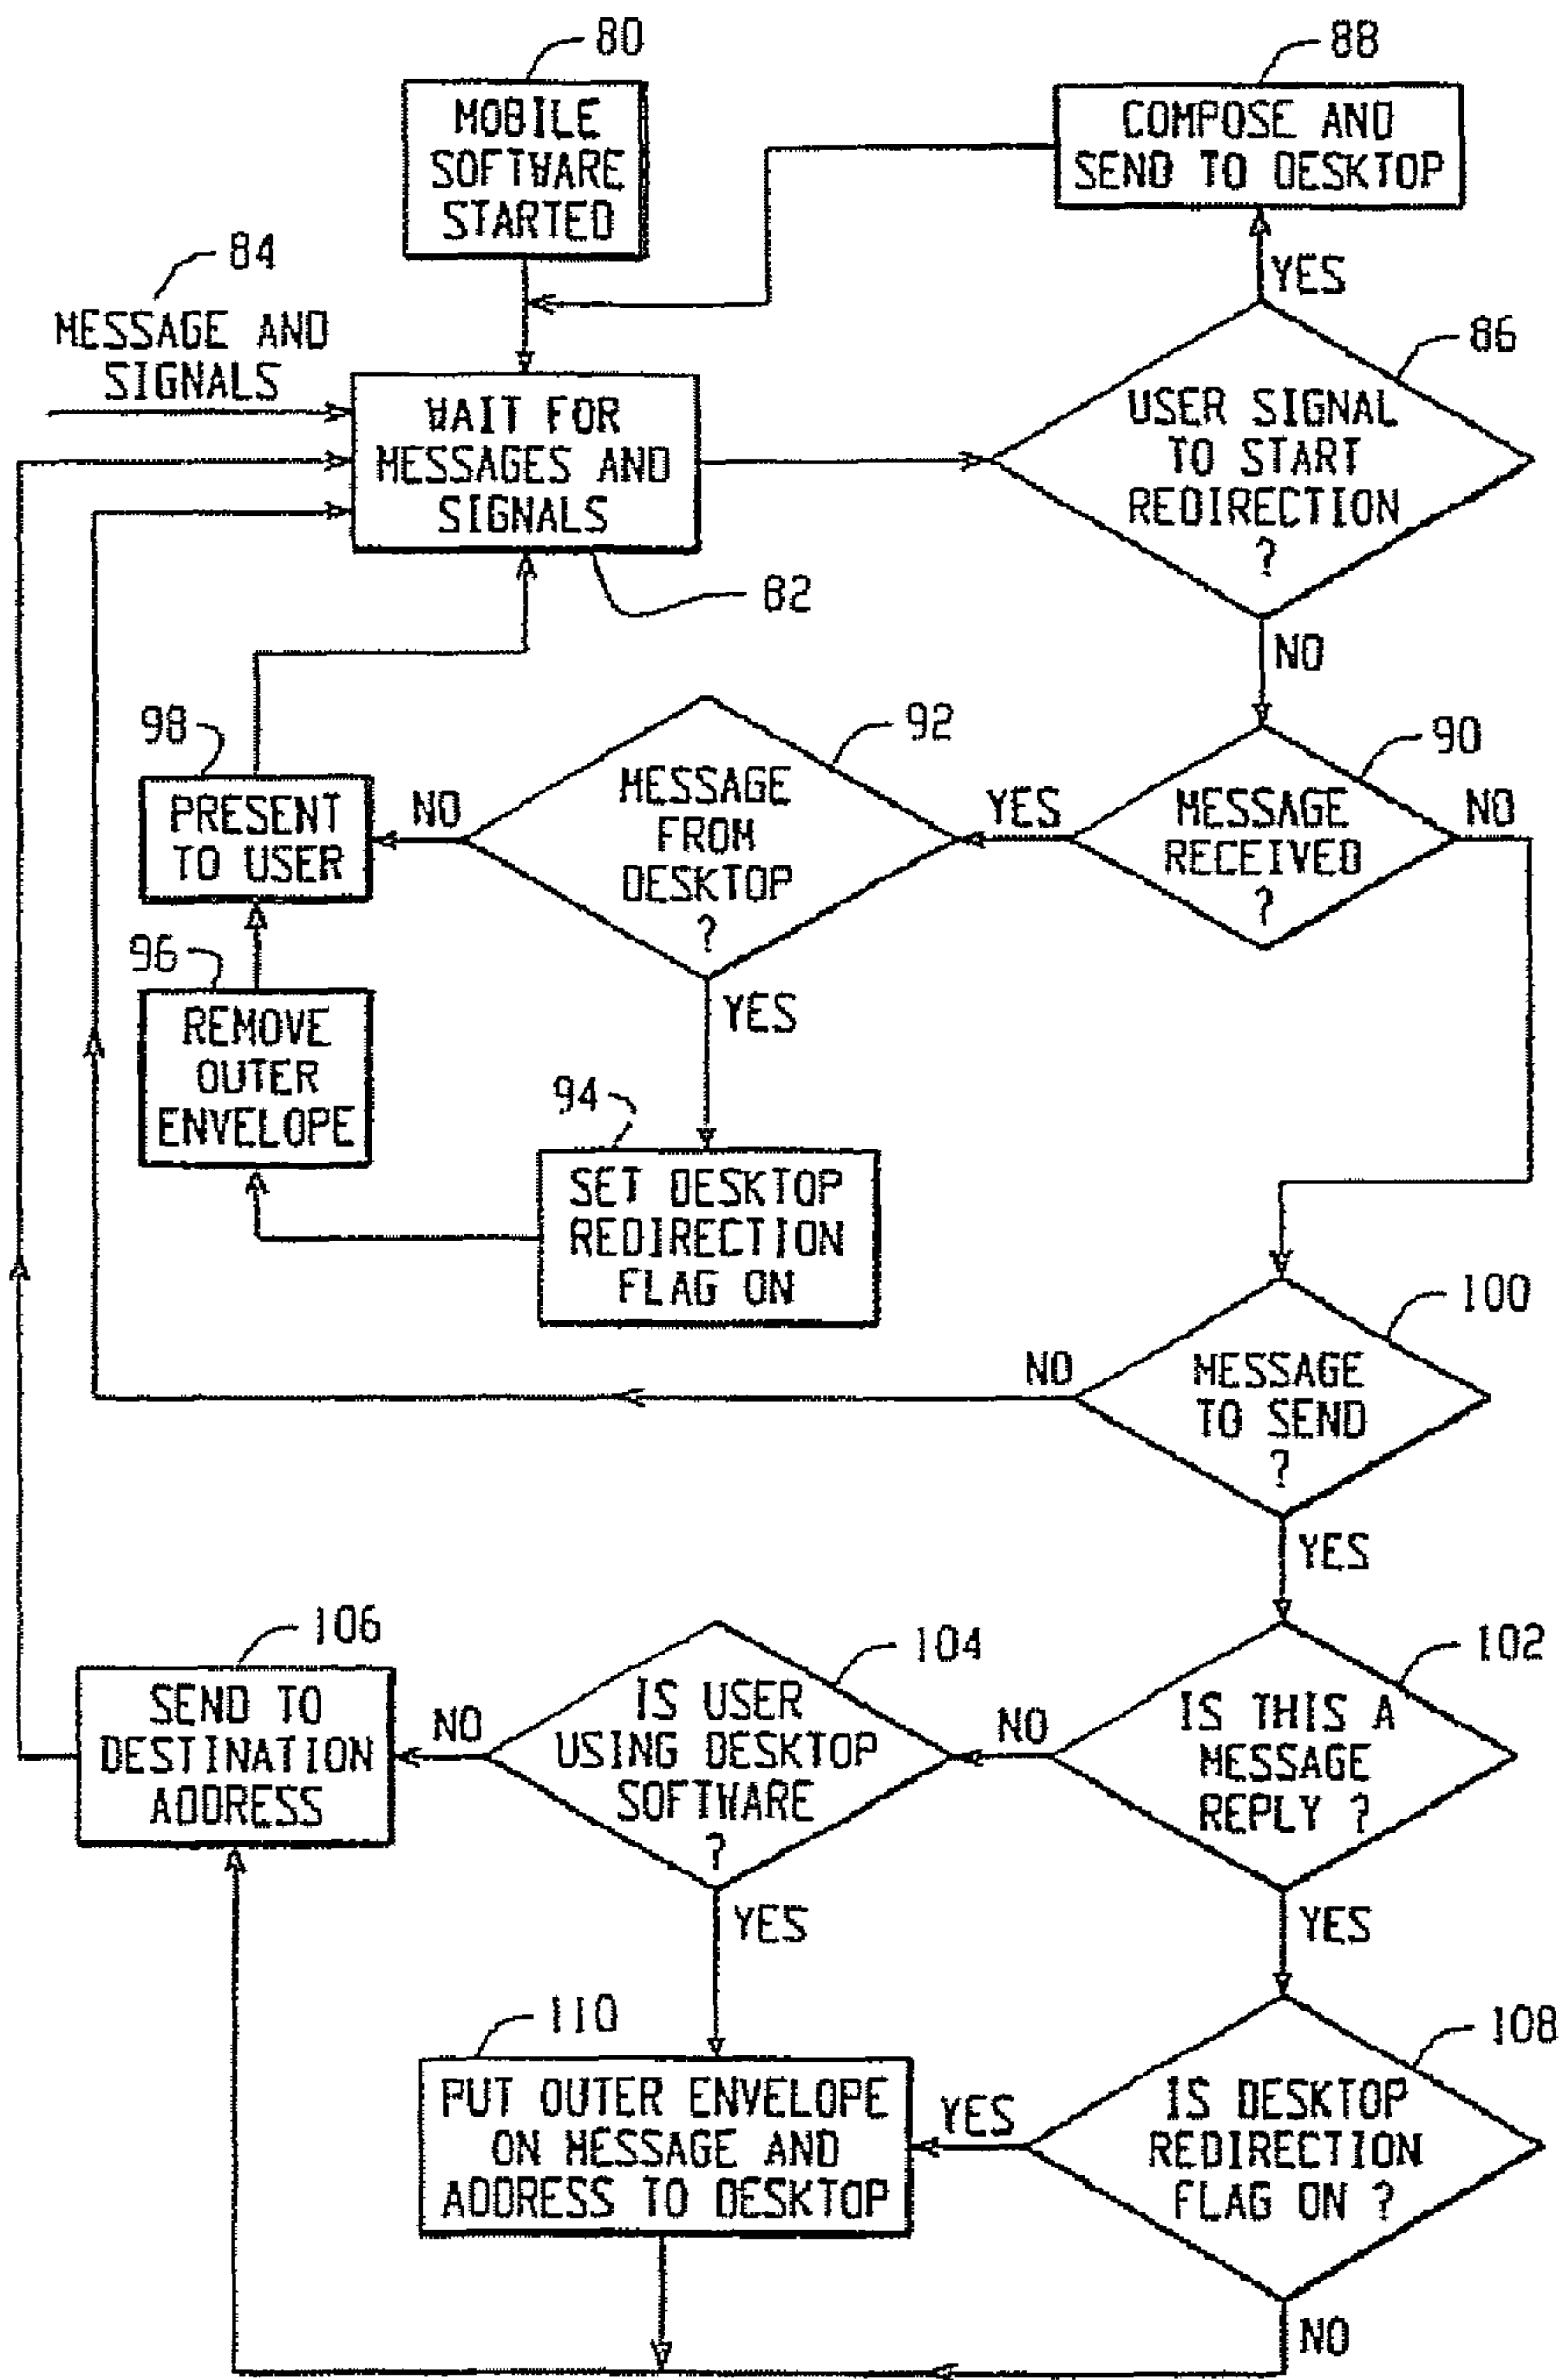 80
MOBILE
SOFTWARE
STARTED
88
COMPOSE AND
SEND TO DESKTOP
84
MESSAGE AND
SIGNALS
YES
86
WAIT FOR
MESSAGES AND
SIGNALS
82
USER SIGNAL
TO START
REDIRECTION
?
NO
98
PRESENT
TO USER
NO
92
MESSAGE
FROM
DESKTOP
?
YES
90
MESSAGE
RECEIVED
?
NO
96
REMOVE
OUTER
ENVELOPE
YES
94
SET DESKTOP
REDIRECTION
FLAG ON
100
NO
MESSAGE
TO SEND
?
YES
106
SEND TO
DESTINATION
ADDRESS
NO
104
IS USER
USING DESKTOP
SOFTWARE
?
NO
102
IS THIS A
MESSAGE
REPLY ?
YES
YES
110
PUT OUTER ENVELOPE
ON MESSAGE AND
ADDRESS TO DESKTOP
YES
108
IS DESKTOP
REDIRECTION
FLAG ON ?
NO